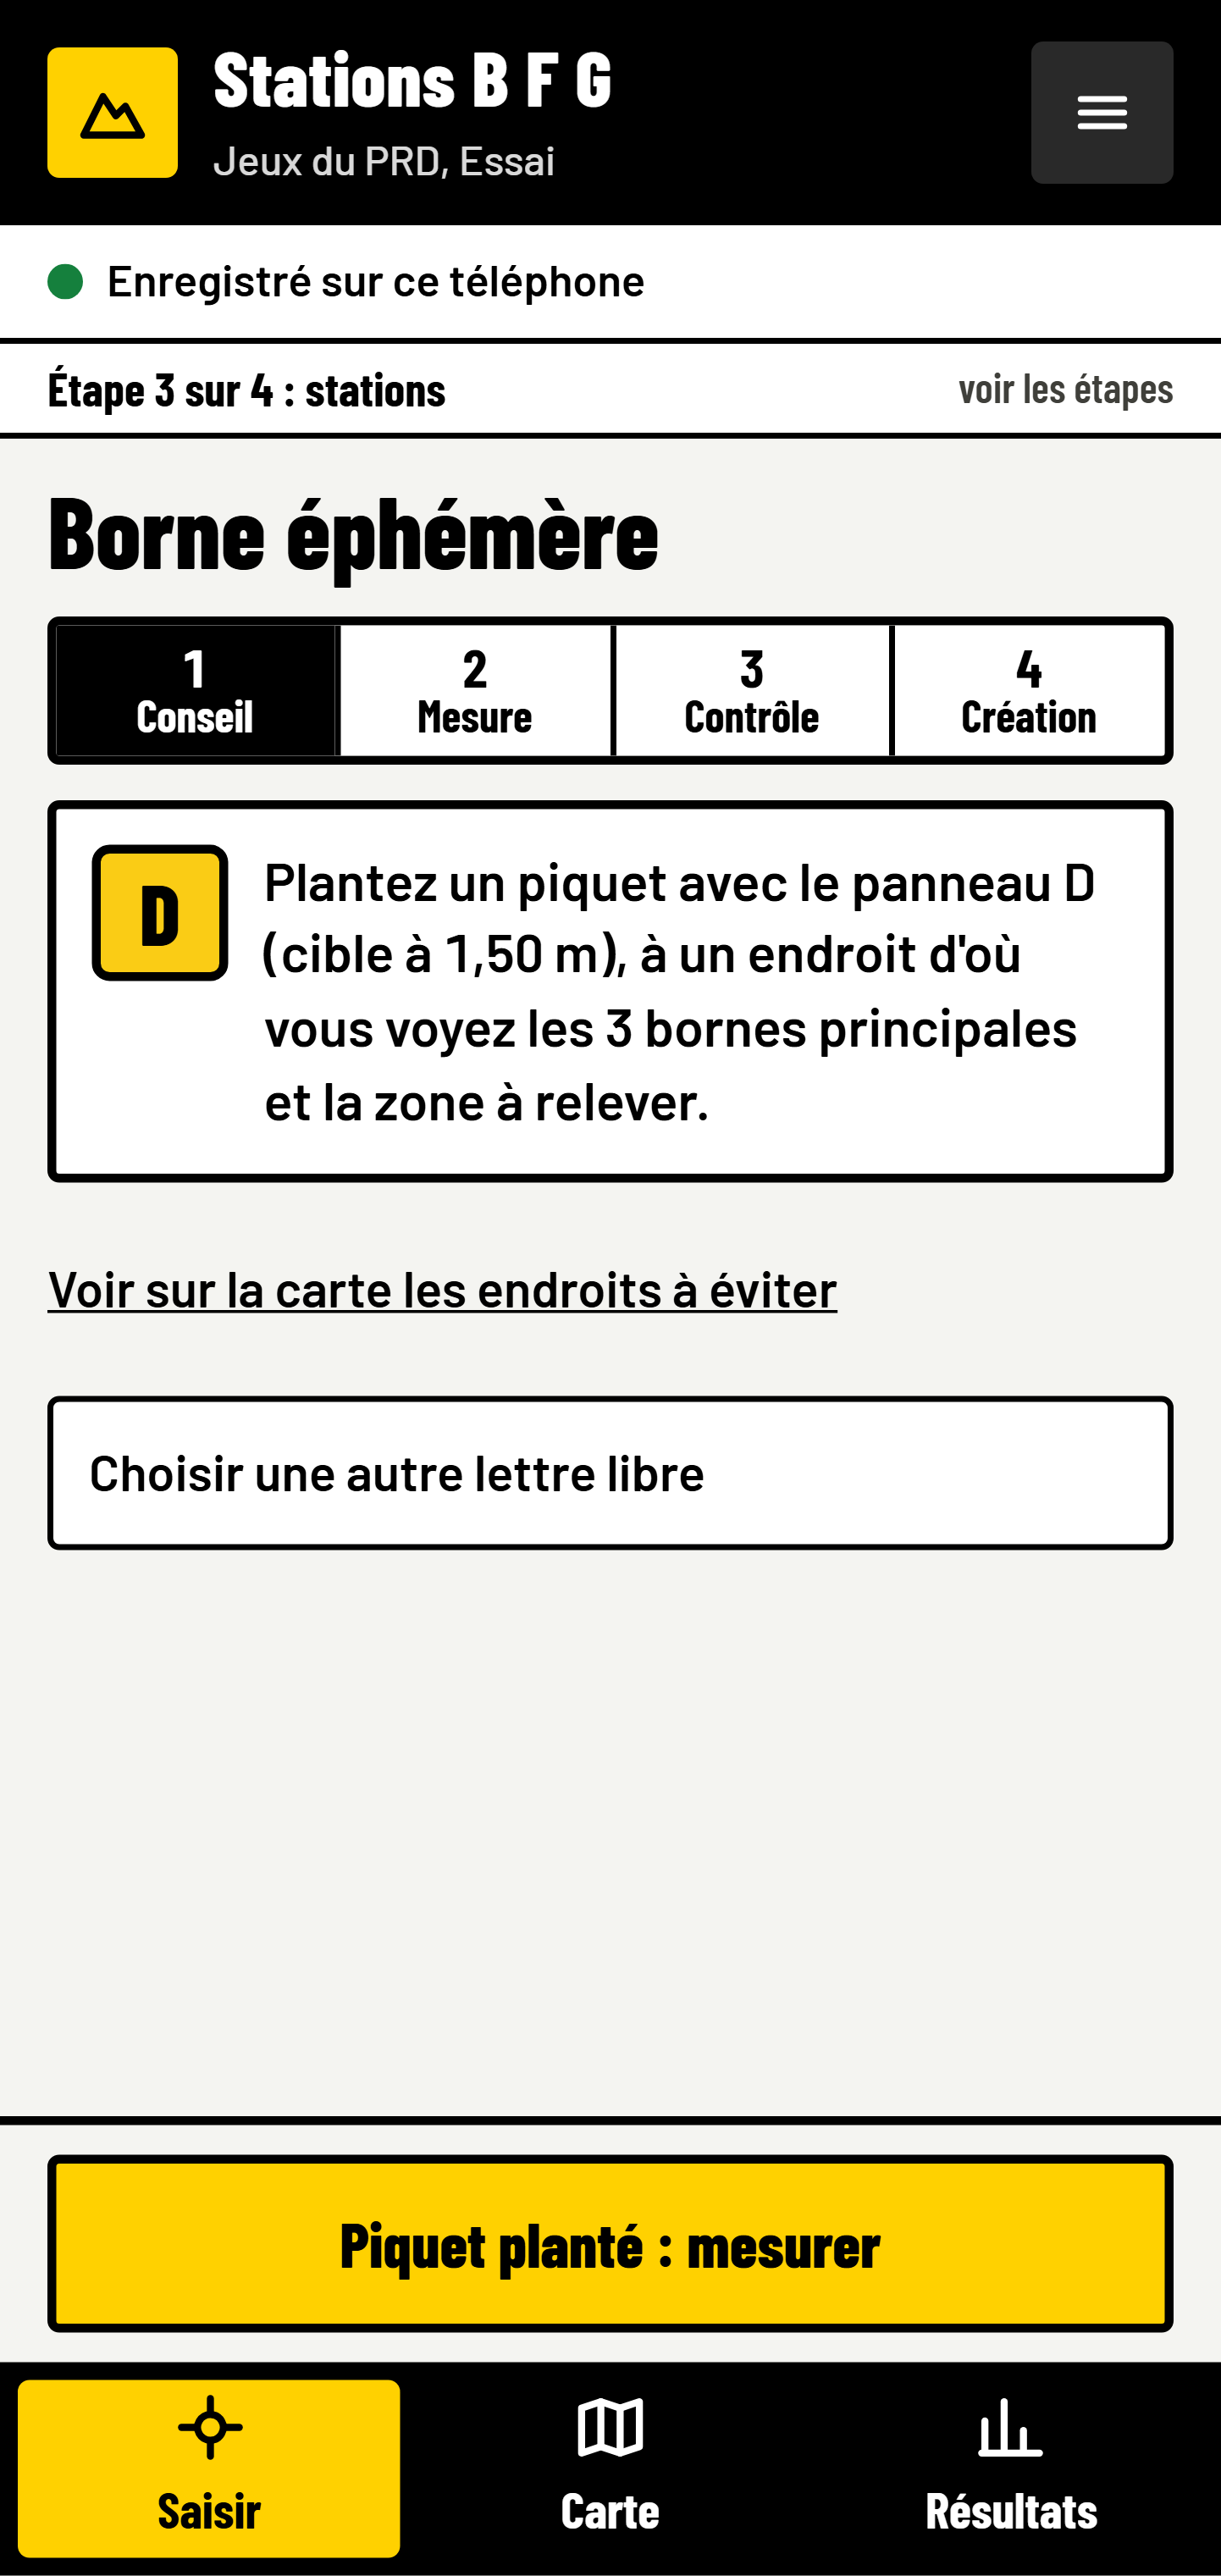 Stations B F G
Jeux du PRD, Essai
Enregistré sur ce téléphone
Étape 3 sur 4 : stations
voir les étapes
Borne éphémère
1
Conseil
2
Mesure
3
Contrôle
4
Création
D
Plantez un piquet avec le panneau D
(cible à 1,50 m), à un endroit d'où
vous voyez les 3 bornes principales
et la zone à relever.
Voir sur la carte les endroits à éviter
Choisir une autre lettre libre
Piquet planté : mesurer
Saisir
Carte
Résultats